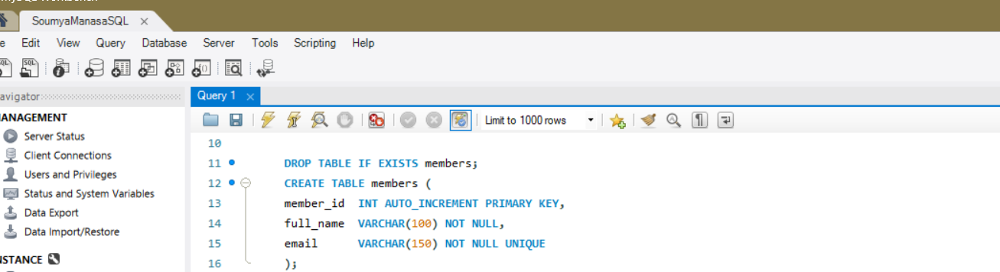 SoumyaManasaSQL
Edit View Query Database Server Tools Scripting Help
Query 1
Limit to 1000 rows
MANAGEMENT
Server Status
Client Connections
Users and Privileges
Status and System Variables
Data Export
Data Import/Restore
10
11 DROP TABLE IF EXISTS members;
12 CREATE TABLE members (
13 member_id INT AUTO_INCREMENT PRIMARY KEY,
14 full_name VARCHAR(100) NOT NULL,
15 email VARCHAR(150) NOT NULL UNIQUE
16 );